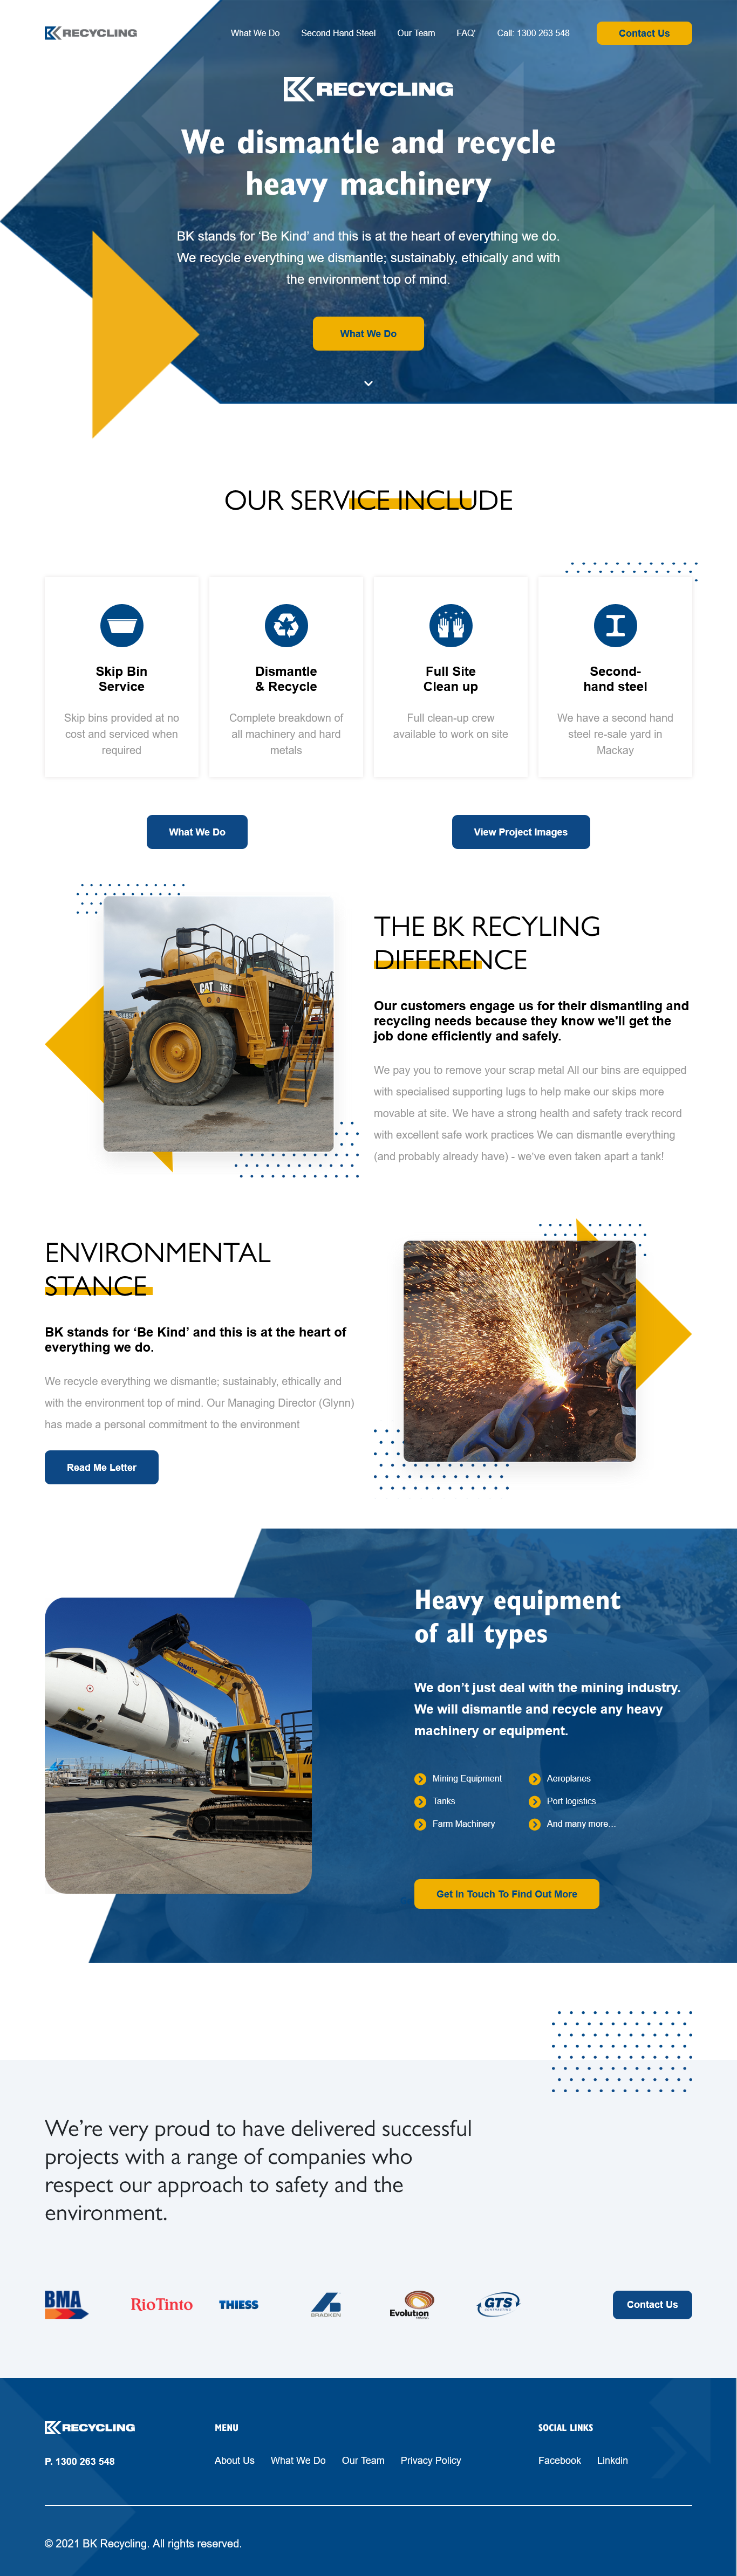 BK RECYCLING
What We Do Second Hand Steel Our Team FAQ' Call: 1300 263 548 Contact Us
BK RECYCLING
We dismantle and recycle
heavy machinery
BK stands for ‘Be Kind’ and this is at the heart of everything we do.
We recycle everything we dismantle; sustainably, ethically and with
the environment top of mind.
What We Do
OUR SERVICE INCLUDE
Skip Bin
Service
Skip bins provided at no
cost and serviced when
required
Dismantle
& Recycle
Complete breakdown of
all machinery and hard
metals
Full Site
Clean up
Full clean-up crew
available to work on site
Second-
hand steel
We have a second hand
steel re-sale yard in
Mackay
What We Do
View Project Images
CAT 785C
THE BK RECYLING
DIFFERENCE
Our customers engage us for their dismantling and
recycling needs because they know we'll get the
job done efficiently and safely.
We pay you to remove your scrap metal All our bins are equipped
with specialised supporting lugs to help make our skips more
movable at site. We have a strong health and safety track record
with excellent safe work practices We can dismantle everything
(and probably already have) - we've even taken apart a tank!
ENVIRONMENTAL
STANCE
BK stands for ‘Be Kind’ and this is at the heart of
everything we do.
We recycle everything we dismantle; sustainably, ethically and
with the environment top of mind. Our Managing Director (Glynn)
has made a personal commitment to the environment
Read Me Letter
KOMATSU
Heavy equipment
of all types
We don’t just deal with the mining industry.
We will dismantle and recycle any heavy
machinery or equipment.
Mining Equipment
Aeroplanes
Tanks
Port logistics
Farm Machinery
And many more...
Get In Touch To Find Out More
We’re very proud to have delivered successful
projects with a range of companies who
respect our approach to safety and the
environment.
BMA
RioTinto
THIESS
BRADKEN
Evolution
GTS
Contact Us
BK RECYCLING
P. 1300 263 548
MENU
About Us What We Do Our Team Privacy Policy
SOCIAL LINKS
Facebook Linkdin
© 2021 BK Recycling. All rights reserved.